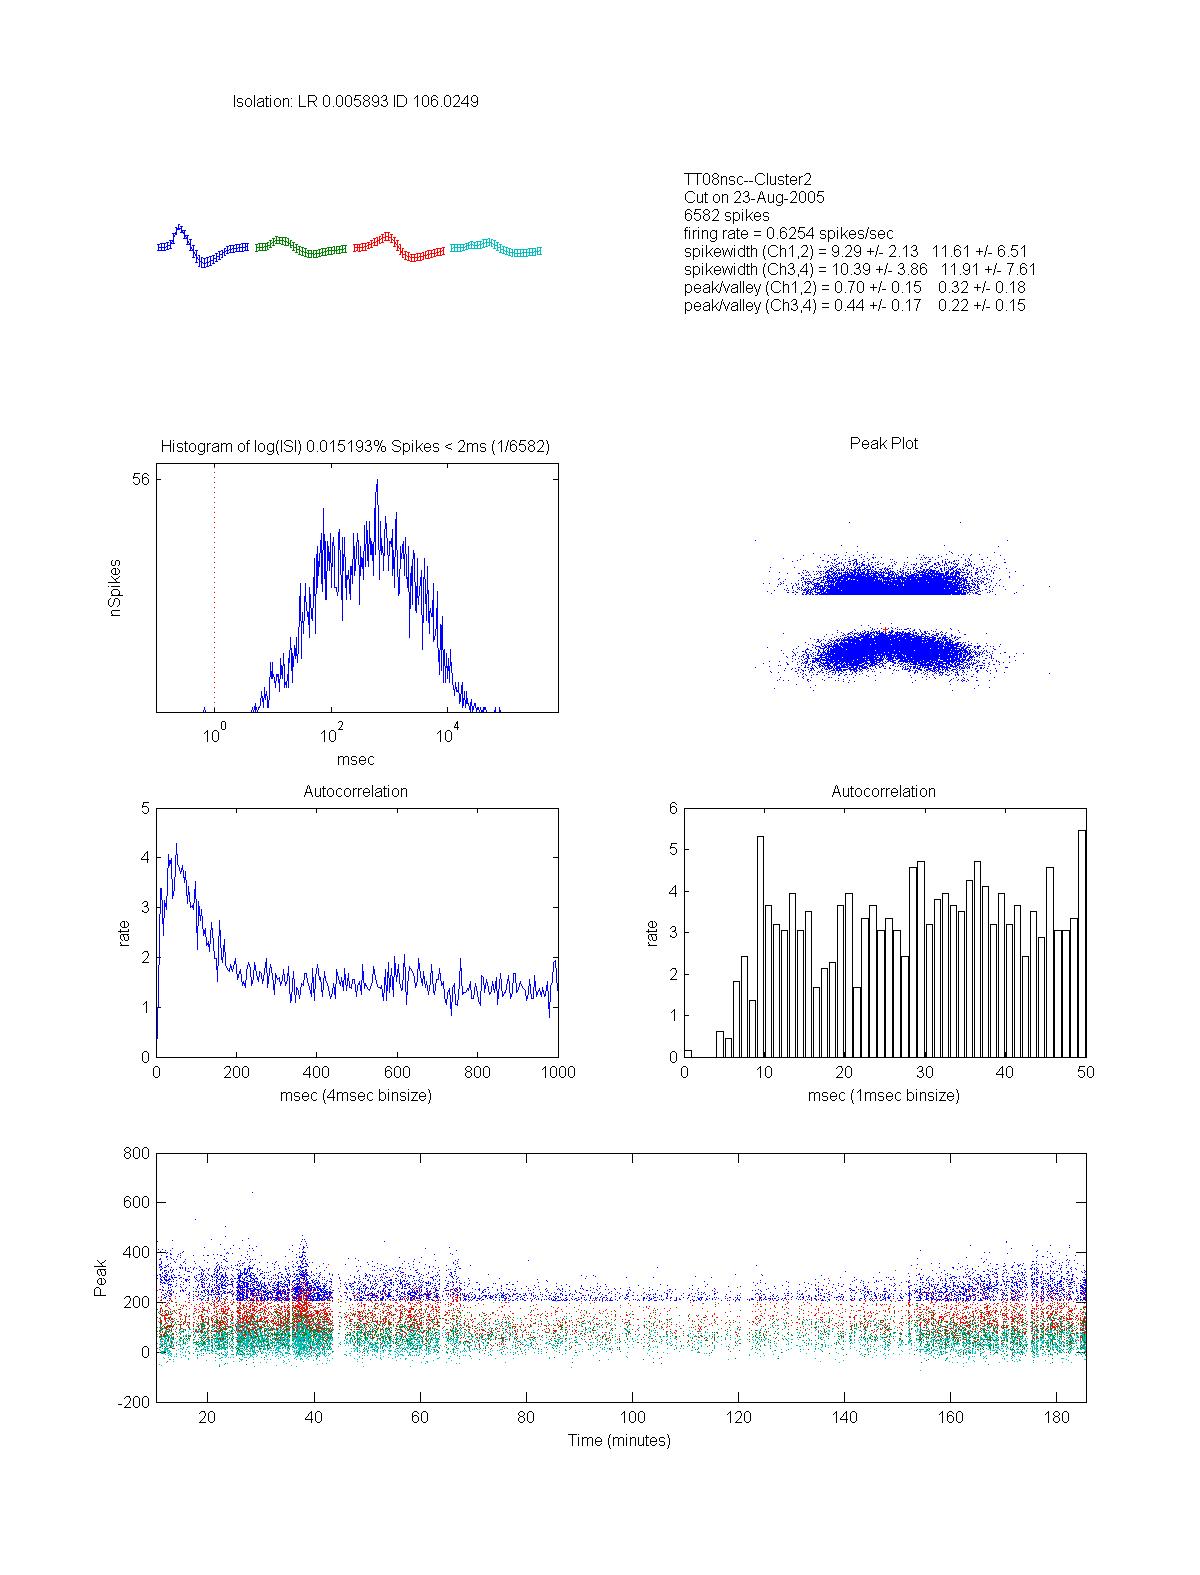 Isolation: LR 0.005893 ID 106.0249
TT08nsc--Cluster2
Cut on 23-Aug-2005
6582 spikes
firing rate = 0.6254 spikes/sec
spikewidth (Ch1,2) = 9.29 +/- 2.13 11.61 +/- 6.51
spikewidth (Ch3,4) = 10.39 +/- 3.86 11.91 +/- 7.61
peak/valley (Ch1,2) = 0.70 +/- 0.15 0.32 +/- 0.18
peak/valley (Ch3,4) = 0.44 +/- 0.17 0.22 +/- 0.15
Histogram of log(ISI) 0.015193% Spikes < 2ms (1/6582)
56
nSpikes
10^0 10^2 10^4
msec
Peak Plot
Autocorrelation
5
4
3
2
1
0
rate
0 200 400 600 800 1000
msec (4msec binsize)
Autocorrelation
6
5
4
3
2
1
0
rate
0 10 20 30 40 50
msec (1msec binsize)
800
600
400
200
0
-200
Peak
20 40 60 80 100 120 140 160 180
Time (minutes)